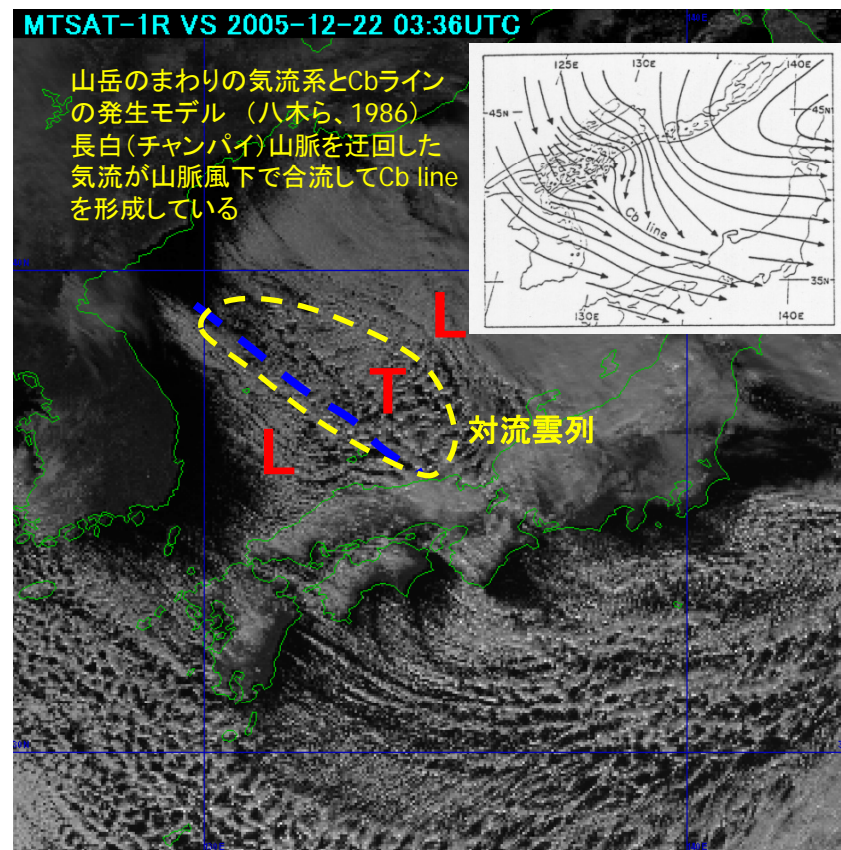 MTSAT-1R VS 2005-12-22 03:36UTC
山岳のまわりの気流系とCbライン
の発生モデル (八木ら、1986)
長白(チャンパイ)山脈を迂回した
気流が山脈風下で合流してCb line
を形成している
125E
130E
140E
45N
45N
Cb line
35N
130E
140E
L
T
L
対流雲列
140E